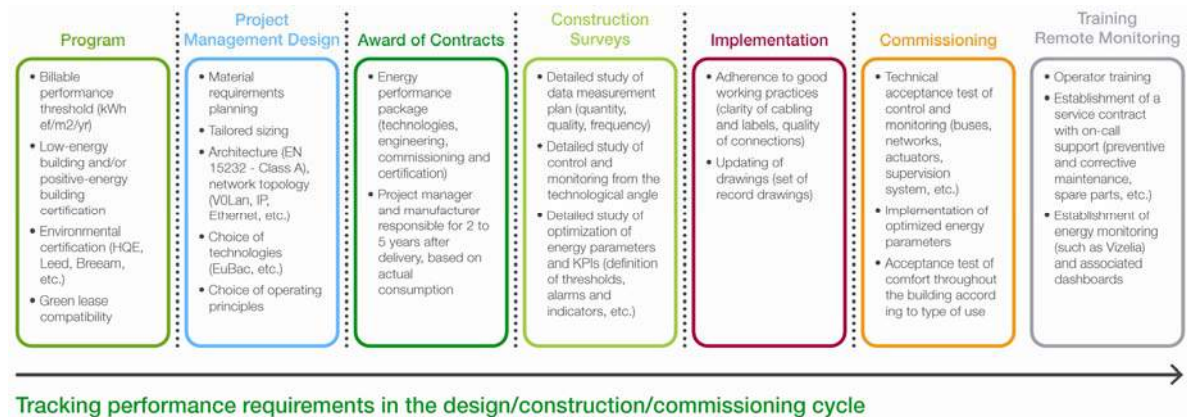 Program
• Billable
performance
threshold (kWh
ef/m2/yr)
• Low-energy
building and/or
positive-energy
building
certification
• Environmental
certification (HQE,
Leed, Breeam,
etc.)
• Green lease
compatibility
Project
Management Design
• Material
requirements
planning
• Tailored sizing
• Architecture (EN
15232 - Class A),
network topology
(V0Lan, IP,
Ethernet, etc.)
• Choice of
technologies
(EuBac, etc.)
• Choice of operating
principles
Award of Contracts
• Energy
performance
package
(technologies,
engineering,
commissioning and
certification)
• Project manager
and manufacturer
responsible for 2 to
5 years after
delivery, based on
actual
consumption
Construction
Surveys
• Detailed study of
data measurement
plan (quantity,
quality, frequency)
• Detailed study of
control and
monitoring from the
technological angle
• Detailed study of
optimization of
energy parameters
and KPIs (definition
of thresholds,
alarms and
indicators, etc.)
Implementation
• Adherence to good
working practices
(clarity of cabling
and labels, quality
of connections)
• Updating of
drawings (set of
record drawings)
Commissioning
• Technical
acceptance test of
control and
monitoring (buses,
networks,
actuators,
supervision
system, etc.)
• Implementation of
optimized energy
parameters
• Acceptance test of
comfort throughout
the building accord
ing to type of use
Training
Remote Monitoring
• Operator training
• Establishment of a
service contract
with on-call
support (preventive
and corrective
maintenance,
spare parts, etc.)
• Establishment of
energy monitoring
(such as Vizelia)
and associated
dashboards
Tracking performance requirements in the design/construction/commissioning cycle